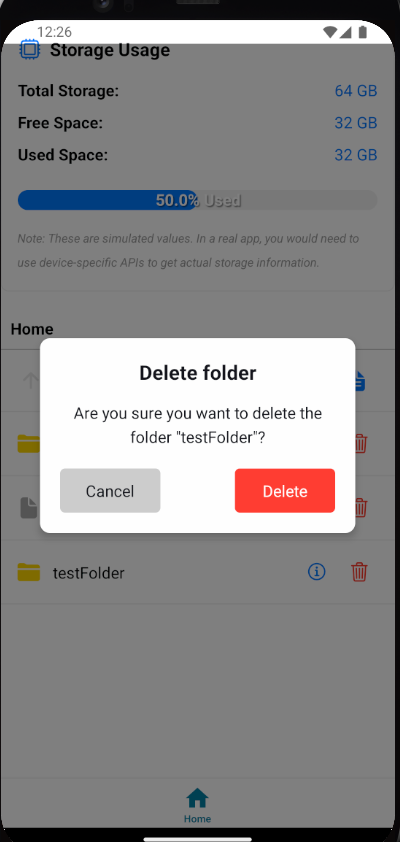 12:26
Storage Usage
Total Storage: 64 GB
Free Space: 32 GB
Used Space: 32 GB
50.0% Used
Note: These are simulated values. In a real app, you would need to
use device-specific APIs to get actual storage information.
Home
Delete folder
Are you sure you want to delete the
folder "testFolder"?
Cancel Delete
testFolder
Home